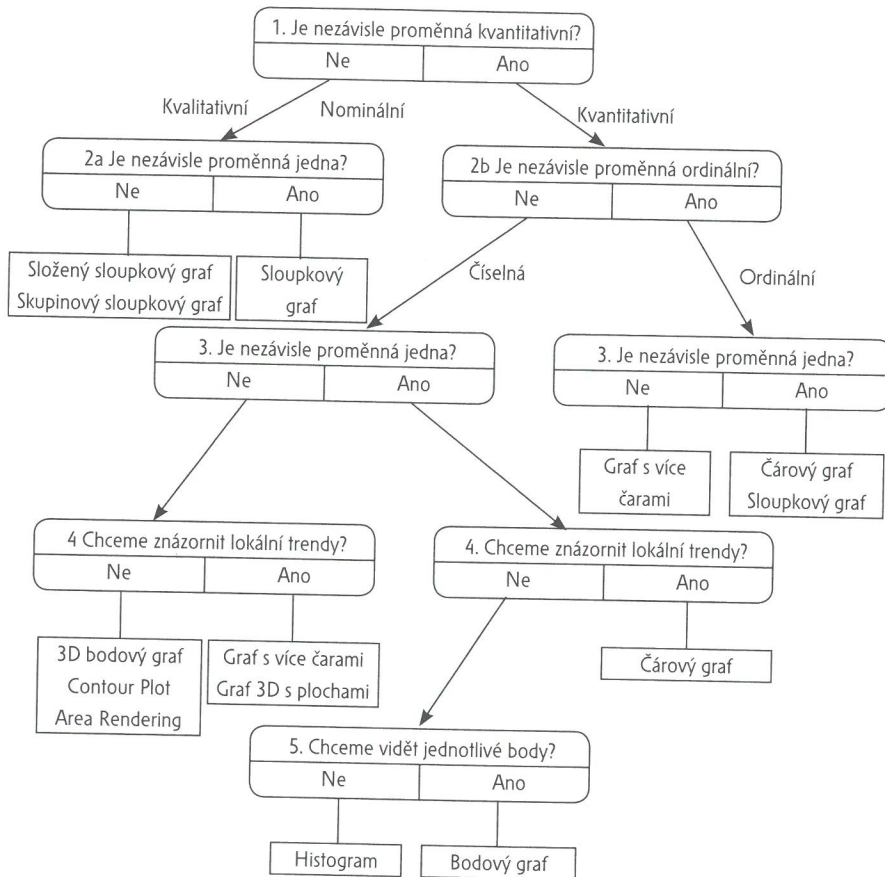 1. Je nezávisle proměnná kvantitativní?
Ne Ano
Kvalitativní Nominální Kvantitativní
2a Je nezávisle proměnná jedna?
Ne Ano
2b Je nezávisle proměnná ordinální?
Ne Ano
Složený sloupkový graf
Skupinový sloupkový graf
Sloupkový
graf
Číselná
Ordinální
3. Je nezávisle proměnná jedna?
Ne Ano
3. Je nezávisle proměnná jedna?
Ne Ano
Graf s více
čarami
Čárový graf
Sloupkový graf
4 Chceme znázornit lokální trendy?
Ne Ano
4. Chceme znázornit lokální trendy?
Ne Ano
3D bodový graf
Contour Plot
Area Rendering
Graf s více čarami
Graf 3D s plochami
Čárový graf
5. Chceme vidět jednotlivé body?
Ne Ano
Histogram
Bodový graf